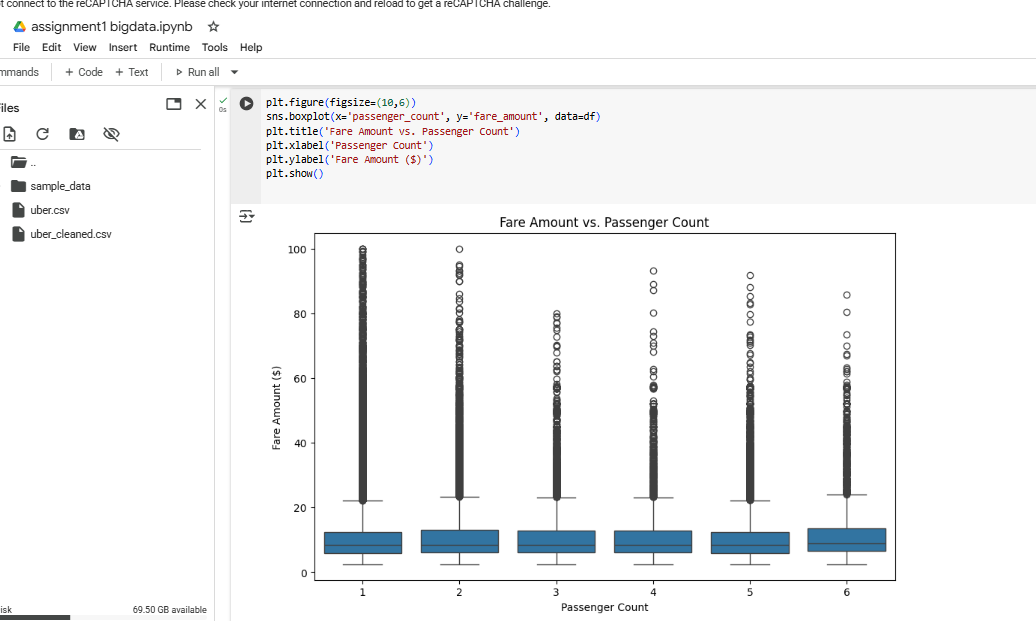 t connect to the reCAPTCHA service. Please check your internet connection and reload to get a reCAPTCHA challenge.
assignment1 bigdata.ipynb
File Edit View Insert Runtime Tools Help
mmands + Code + Text Run all
iles
..
sample_data
uber.csv
uber_cleaned.csv
isk 69.50 GB available
0s
plt.figure(figsize=(10,6))
sns.boxplot(x='passenger_count', y='fare_amount', data=df)
plt.title('Fare Amount vs. Passenger Count')
plt.xlabel('Passenger Count')
plt.ylabel('Fare Amount ($)')
plt.show()
Fare Amount vs. Passenger Count
Fare Amount ($)
100
80
60
40
20
0
1 2 3 4 5 6
Passenger Count